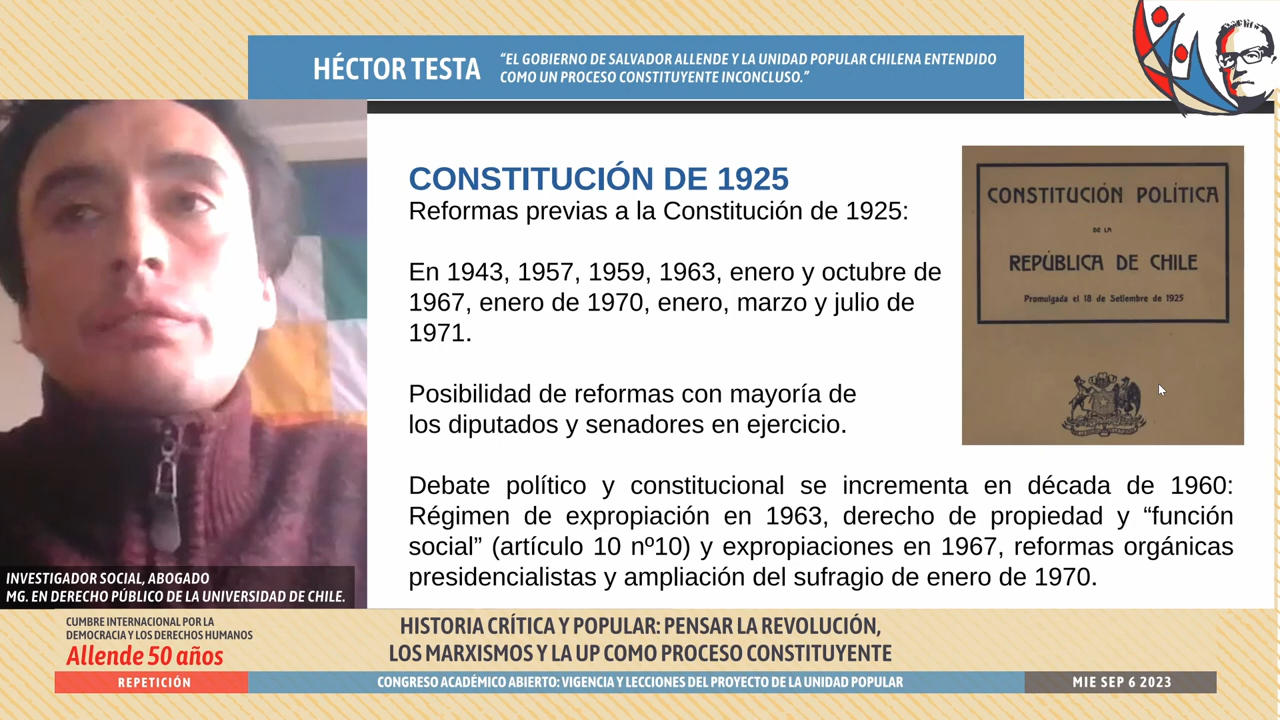 HÉCTOR TESTA
“EL GOBIERNO DE SALVADOR ALLENDE Y LA UNIDAD POPULAR CHILENA ENTENDIDO
COMO UN PROCESO CONSTITUYENTE INCONCLUSO.”
CONSTITUCIÓN DE 1925
Reformas previas a la Constitución de 1925:
En 1943, 1957, 1959, 1963, enero y octubre de
1967, enero de 1970, enero, marzo y julio de
1971.
Posibilidad de reformas con mayoría de
los diputados y senadores en ejercicio.
Debate político y constitucional se incrementa en década de 1960:
Régimen de expropiación en 1963, derecho de propiedad y “función
social” (artículo 10 nº10) y expropiaciones en 1967, reformas orgánicas
presidencialistas y ampliación del sufragio de enero de 1970.
CONSTITUCIÓN POLÍTICA
DE LA
REPÚBLICA DE CHILE
Promulgada el 18 de Setiembre de 1925
INVESTIGADOR SOCIAL, ABOGADO
MG. EN DERECHO PÚBLICO DE LA UNIVERSIDAD DE CHILE.
CUMBRE INTERNACIONAL POR LA
DEMOCRACIA Y LOS DERECHOS HUMANOS
Allende 50 años
REPETICIÓN
HISTORIA CRÍTICA Y POPULAR: PENSAR LA REVOLUCIÓN,
LOS MARXISMOS Y LA UP COMO PROCESO CONSTITUYENTE
CONGRESO ACADÉMICO ABIERTO: VIGENCIA Y LECCIONES DEL PROYECTO DE LA UNIDAD POPULAR
MIE SEP 6 2023